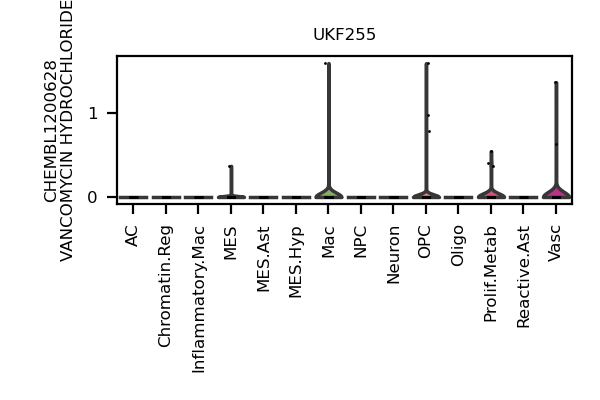 UKF255
CHEMBL1200628
VANCOMYCIN HYDROCHLORIDE
1
0
AC
Chromatin.Reg
Inflammatory.Mac
MES
MES.Ast
MES.Hyp
Mac
NPC
Neuron
OPC
Oligo
Prolif.Metab
Reactive.Ast
Vasc